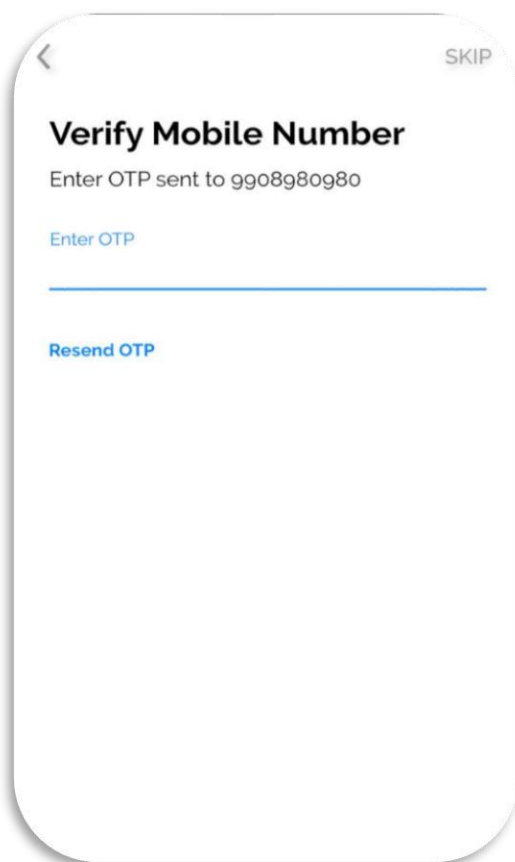 SKIP
Verify Mobile Number
Enter OTP sent to 9908980980
Enter OTP
Resend OTP